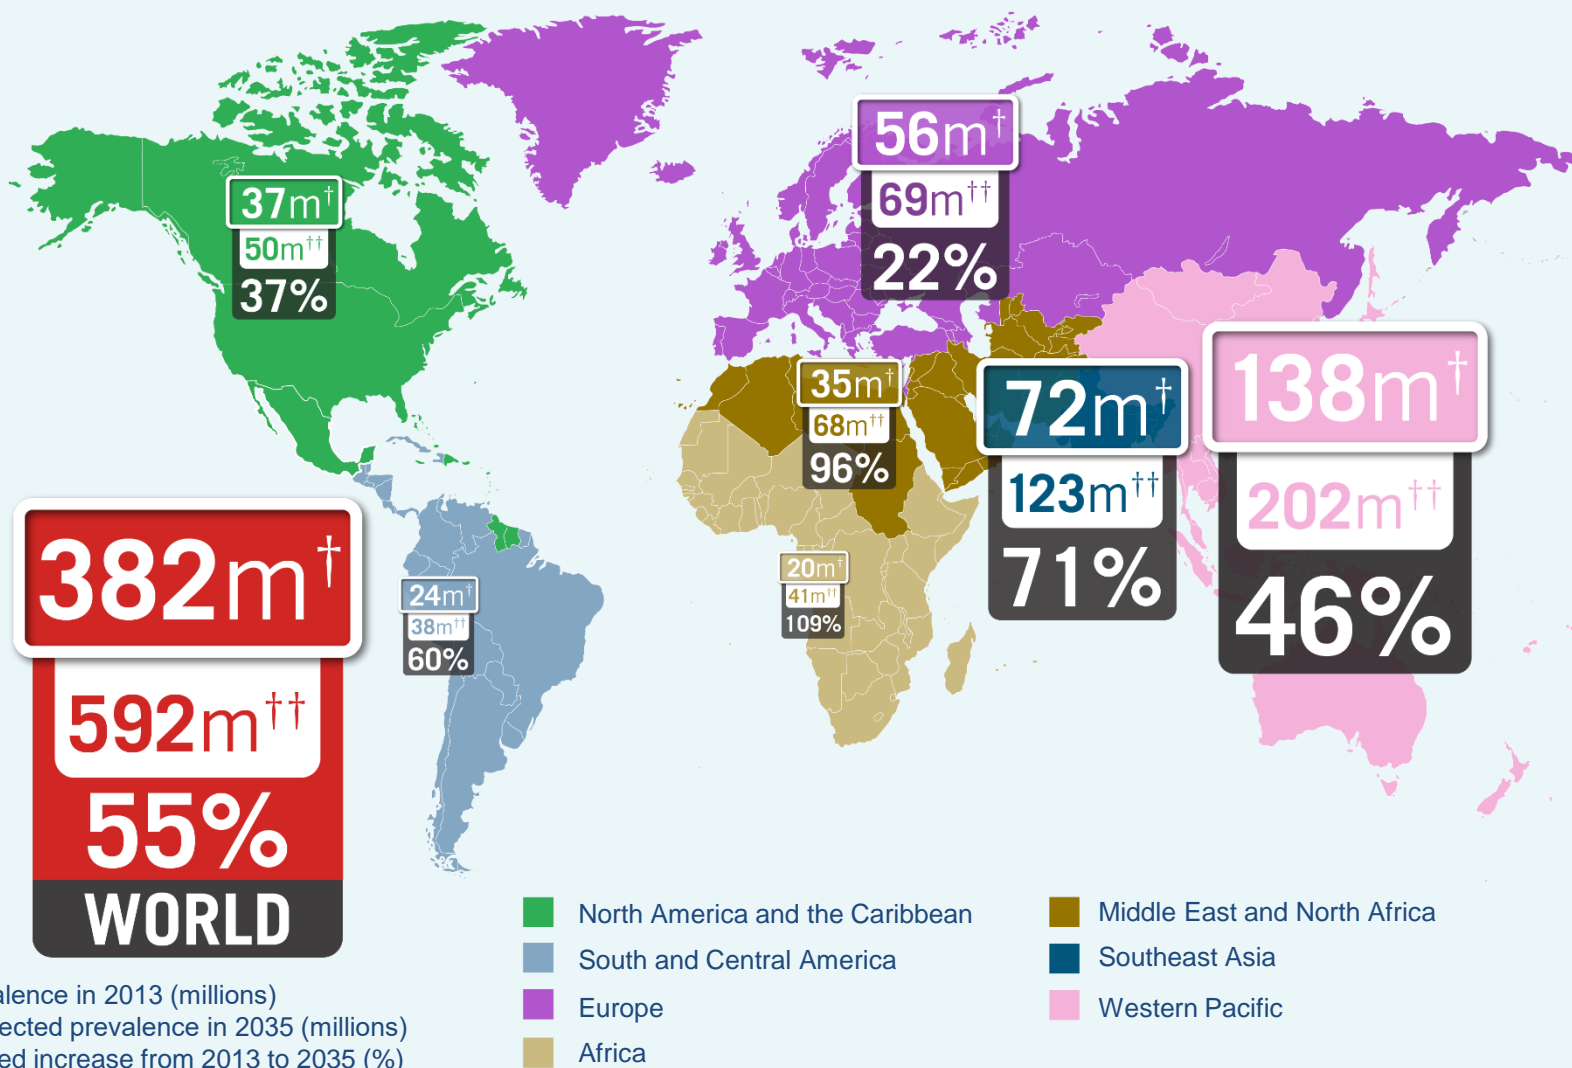 37m†
50m††
37%
56m†
69m††
22%
35m†
68m††
96%
72m†
123m††
71%
138m†
202m††
46%
24m†
38m††
60%
20m†
41m††
109%
382m†
592m††
55%
WORLD
North America and the Caribbean
South and Central America
Europe
Africa
Middle East and North Africa
Southeast Asia
Western Pacific
in 2013 (millions)
prevalence in 2035 (millions)
increase from 2013 to 2035 (%)